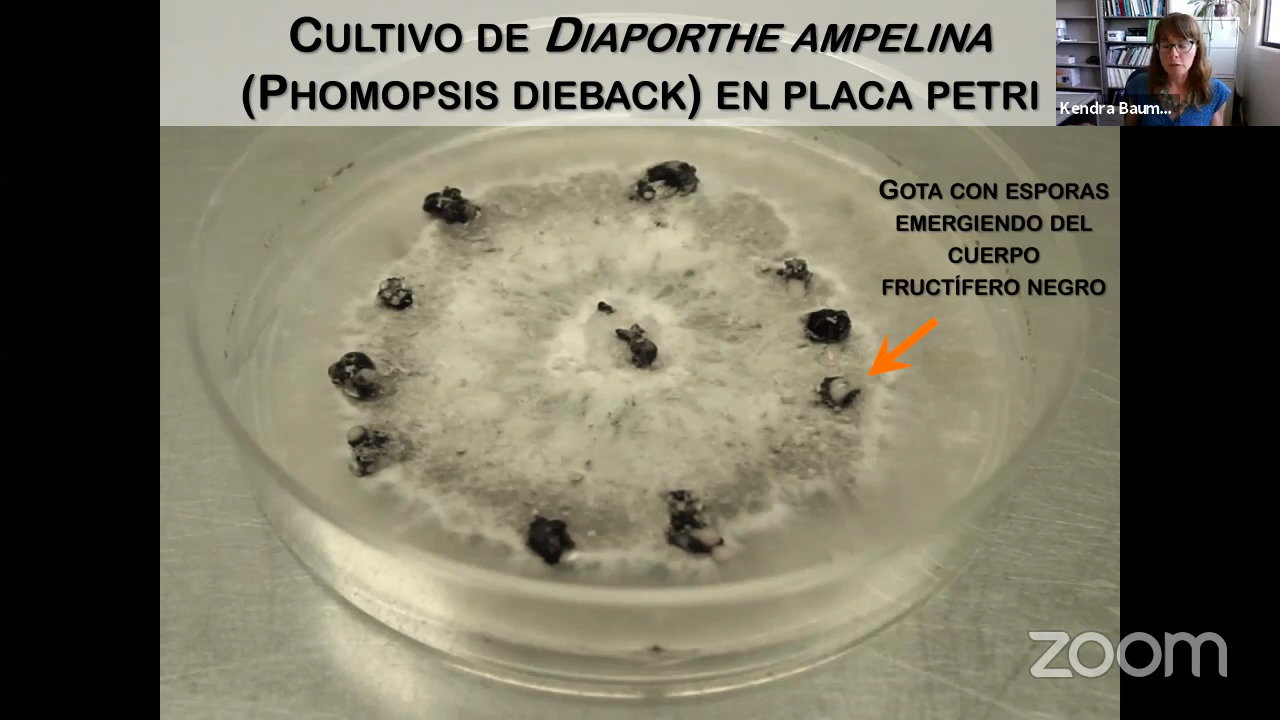 CULTIVO DE DIAPORTHE AMPELINA
(PHOMOPSIS DIEBACK) EN PLACA PETRI
Kendra Baum...
GOTA CON ESPORAS
EMERGIENDO DEL
CUERPO
FRUCTÍFERO NEGRO
zoom